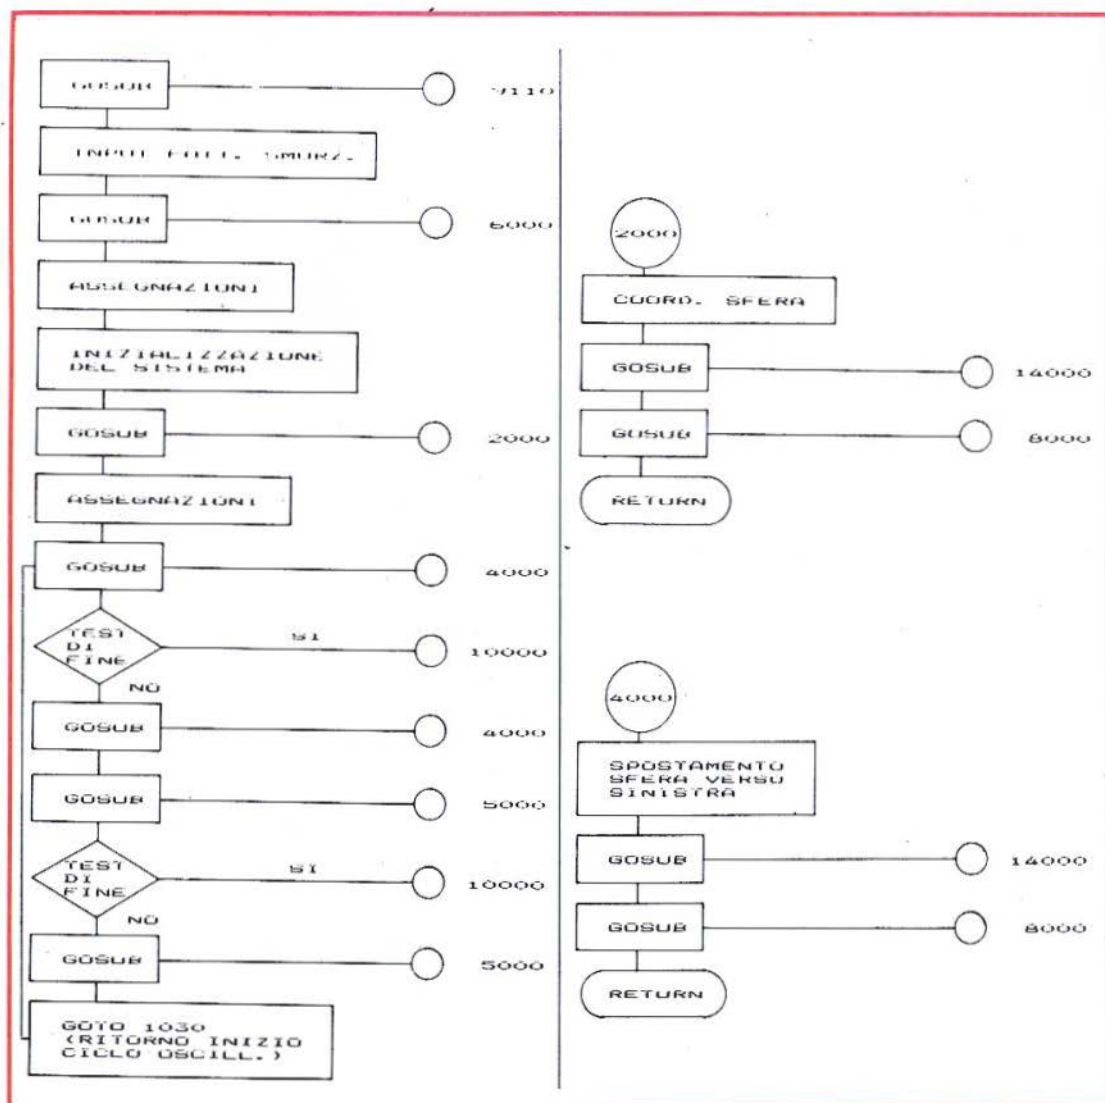 GOSUB 9110
INPUT FATT. SMORZ.
GOSUB 6000
ASSEGNAZIONI
INIZIALIZZAZIONE
DEL SISTEMA
GOSUB 2000
ASSEGNAZIONI
GOSUB 4000
TEST
DI
FINE
SI
10000
NO
GOSUB 4000
GOSUB 5000
TEST
DI
FINE
SI
10000
NO
GOSUB 5000
GOTO 1030
(RITORNO INIZIO
CICLO OSCILL.)
2000
COORD. SFERA
GOSUB 14000
GOSUB 8000
RETURN
4000
SPOSTAMENTO
SFERA VERSO
SINISTRA
GOSUB 14000
GOSUB 8000
RETURN